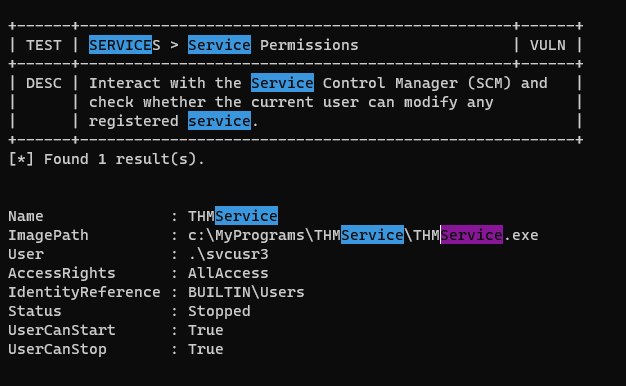 +------+------------------------------------------------+------+
| TEST | SERVICES > Service Permissions                  | VULN |
+------+------------------------------------------------+------+
| DESC | Interact with the Service Control Manager (SCM) and   |
|      | check whether the current user can modify any         |
|      | registered service.                                   |
+------+-------------------------------------------------------+
[*] Found 1 result(s).
Name              : THMService
ImagePath         : c:\MyPrograms\THMService\THMService.exe
User              : .\svcusr3
AccessRights      : AllAccess
IdentityReference : BUILTIN\Users
Status            : Stopped
UserCanStart      : True
UserCanStop       : True